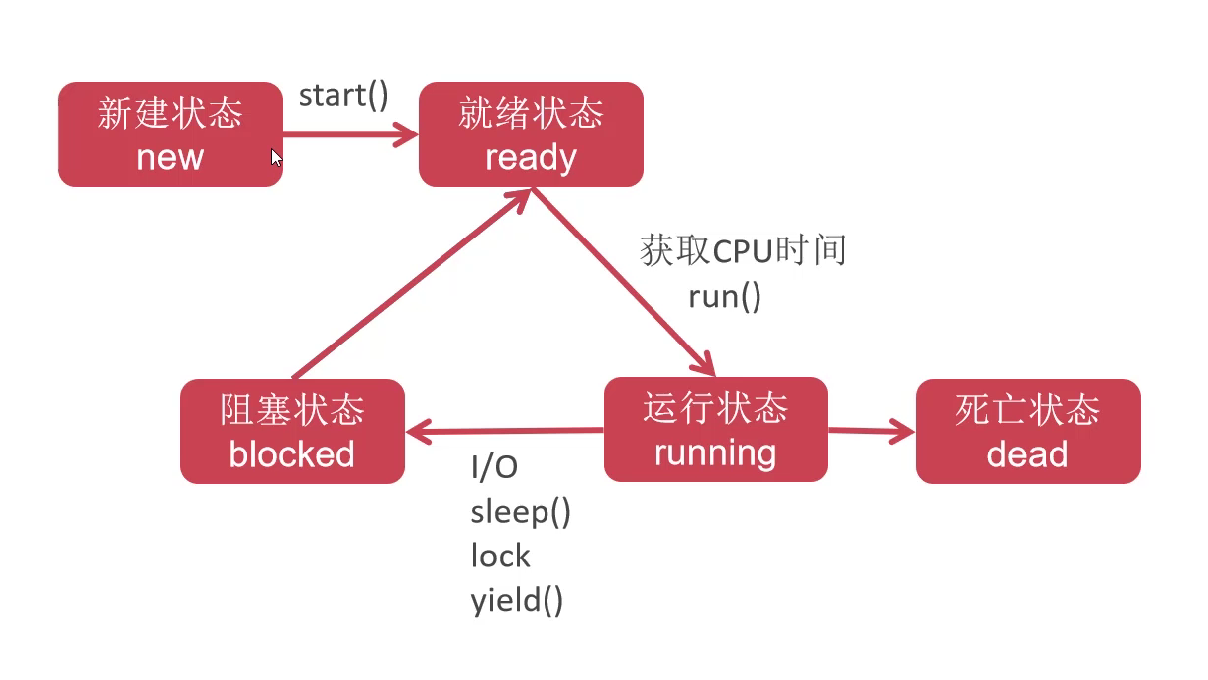 新建状态
new
start()
就绪状态
ready
获取CPU时间
run()
阻塞状态
blocked
I/O
sleep()
lock
yield()
运行状态
running
死亡状态
dead